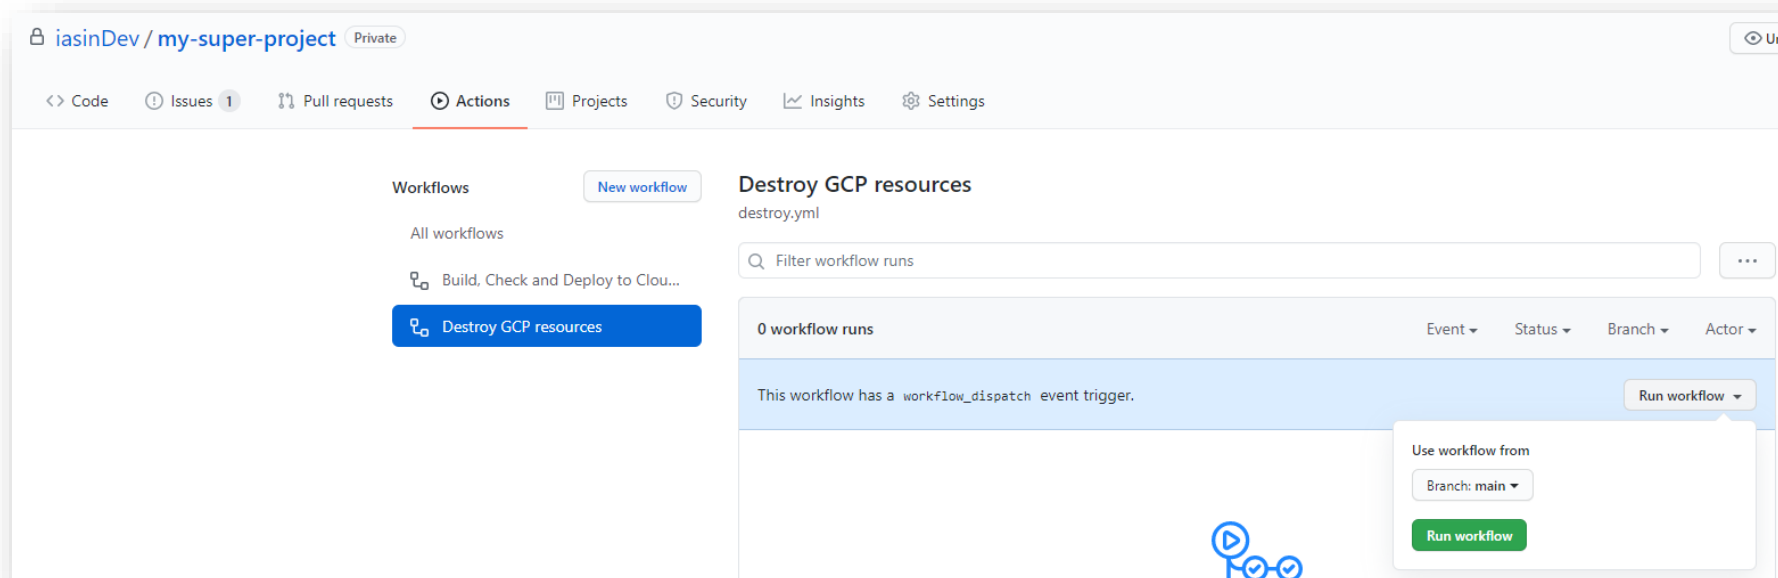 iasinDev / my-super-project Private
Code Issues 1 Pull requests Actions Projects Security Insights Settings
Workflows
New workflow
All workflows
Build, Check and Deploy to Clou...
Destroy GCP resources
Destroy GCP resources
destroy.yml
Filter workflow runs
...
0 workflow runs
Event Status Branch Actor
This workflow has a workflow_dispatch event trigger.
Run workflow
Use workflow from
Branch: main
Run workflow